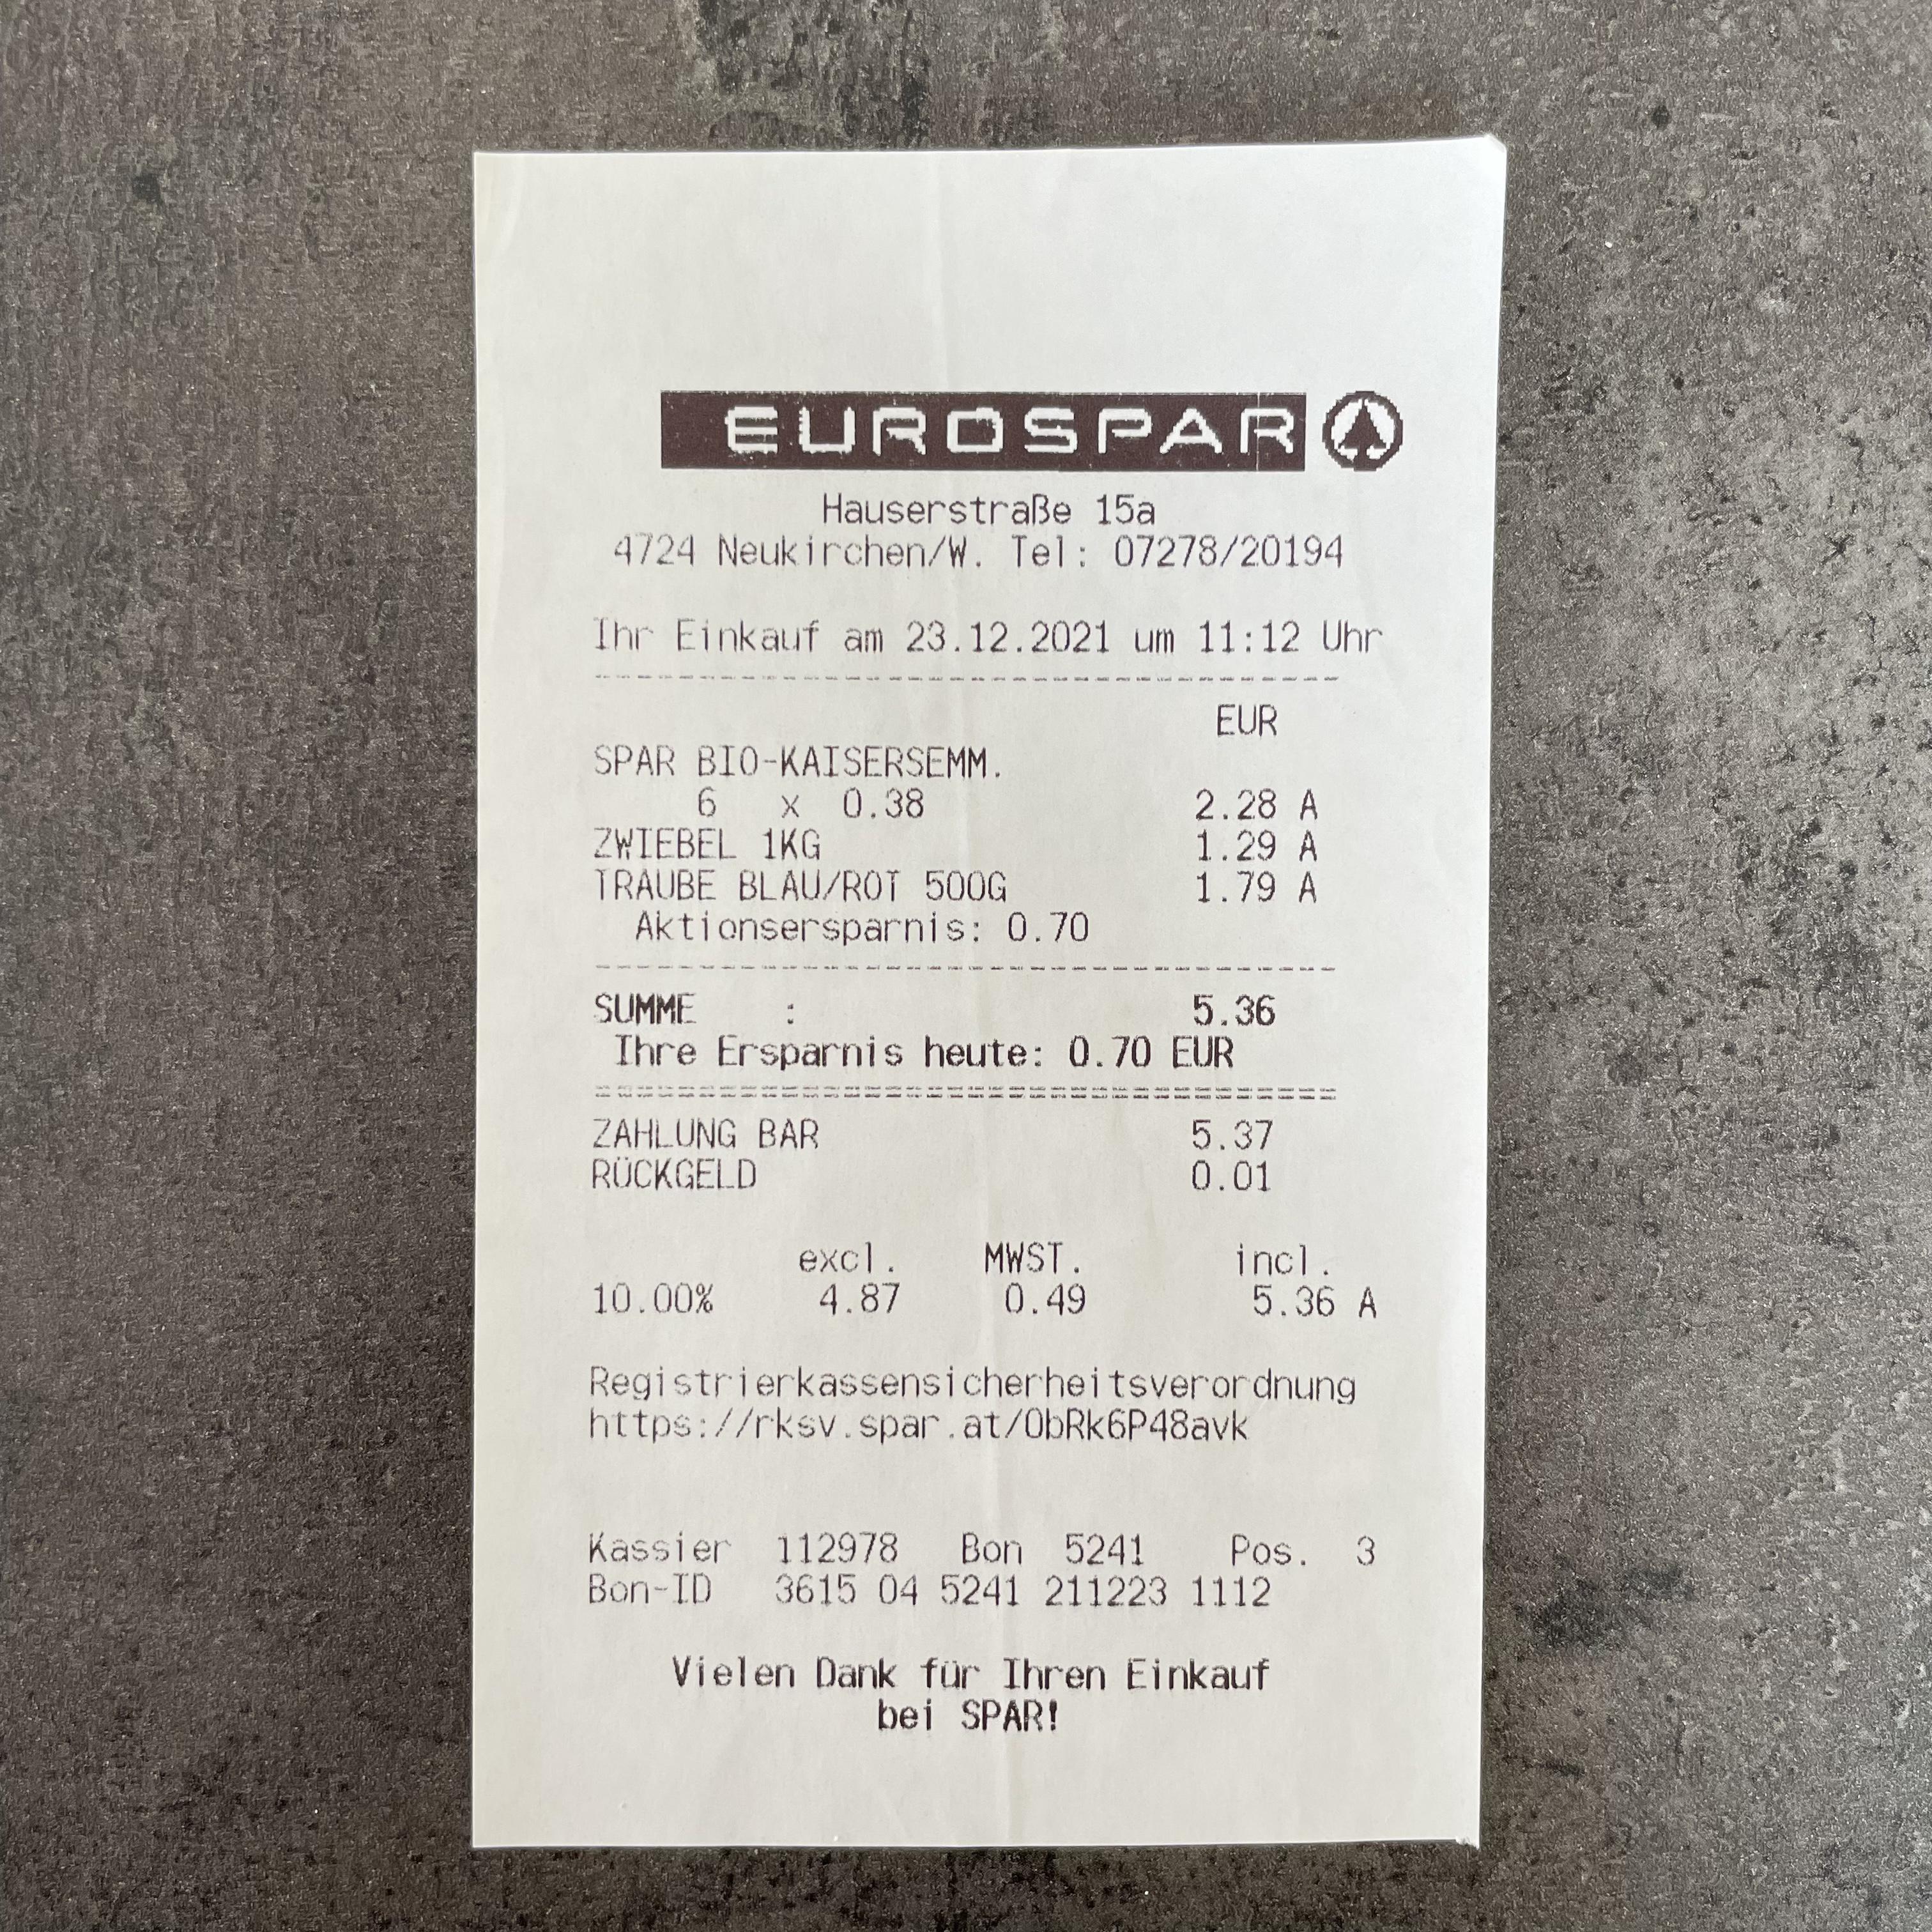 EUROSPAR
Hauserstraße 15a
4724 Neukirchen/W. Tel: 07278/20194
Ihr Einkauf am 23.12.2021 um 11:12 Uhr
EUR
SPAR BIO-KAISERSEMM.
6 x 0.38 2.28 A
ZWIEBEL 1KG 1.29 A
TRAUBE BLAU/ROT 500G 1.79 A
Aktionsersparnis: 0.70
SUMME : 5.36
Ihre Ersparnis heute: 0.70 EUR
ZAHLUNG BAR 5.37
RÜCKGELD 0.01
excl. MWST. incl.
10.00% 4.87 0.49 5.36 A
Registrierkassensicherheitsverordnung
https://rksv.spar.at/0bRk6P48avk
Kassier 112978 Bon 5241 Pos. 3
Bon-ID 3615 04 5241 211223 1112
Vielen Dank für Ihren Einkauf
bei SPAR!